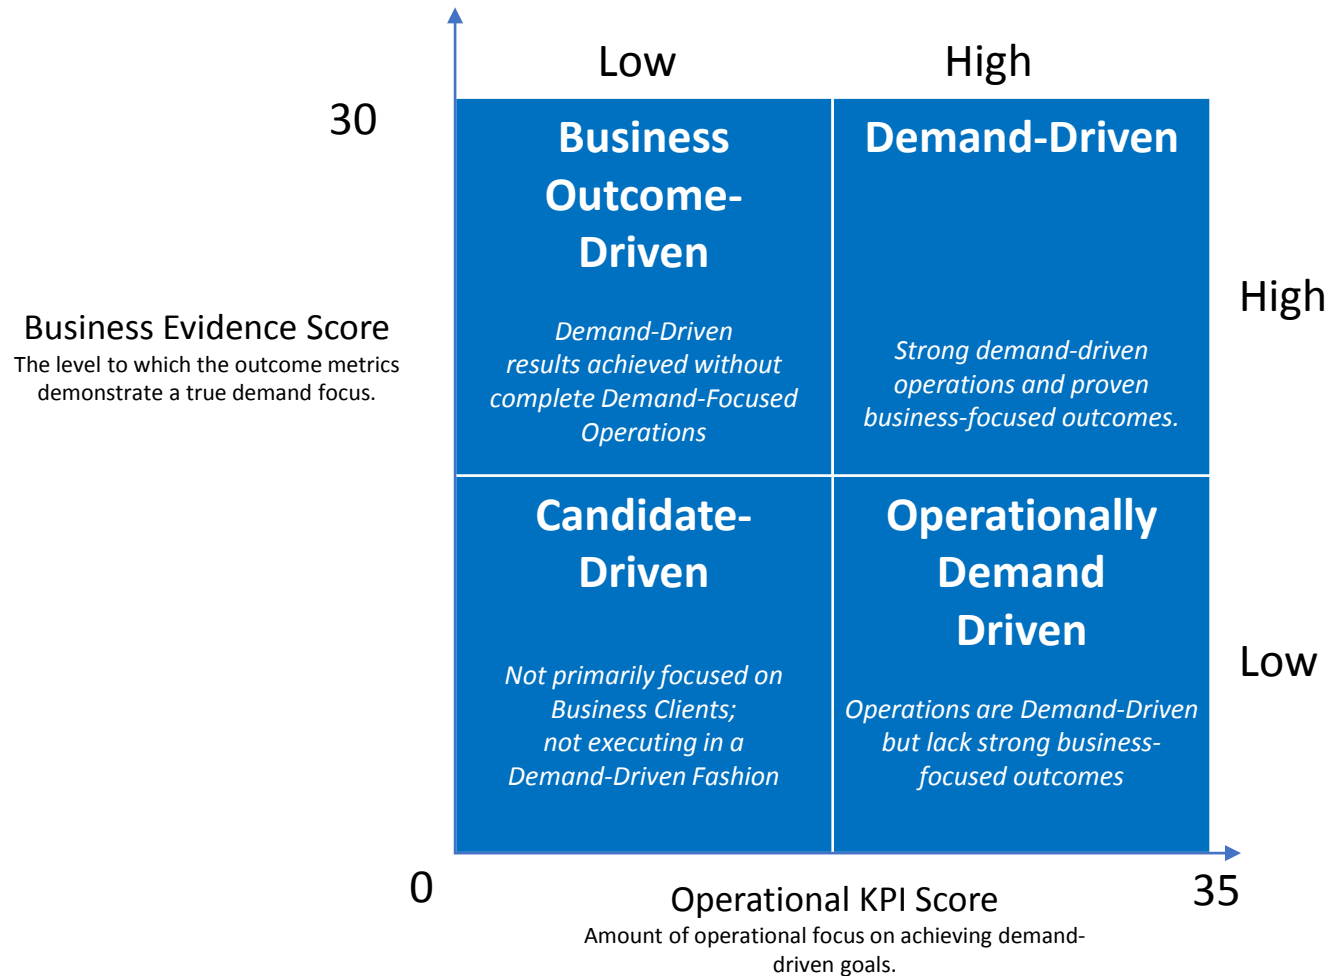 Low
High
30
Business
Outcome-
Driven
Demand-Driven
results achieved without
complete Demand-Focused
Operations
Demand-Driven
Strong demand-driven
operations and proven
business-focused outcomes.
High
Business Evidence Score
The level to which the outcome metrics
demonstrate a true demand focus.
Candidate-
Driven
Not primarily focused on
Business Clients;
not executing in a
Demand-Driven Fashion
Operationally
Demand
Driven
Operations are Demand-Driven
but lack strong business-
focused outcomes
Low
0
Operational KPI Score
Amount of operational focus on achieving demand-
driven goals.
35